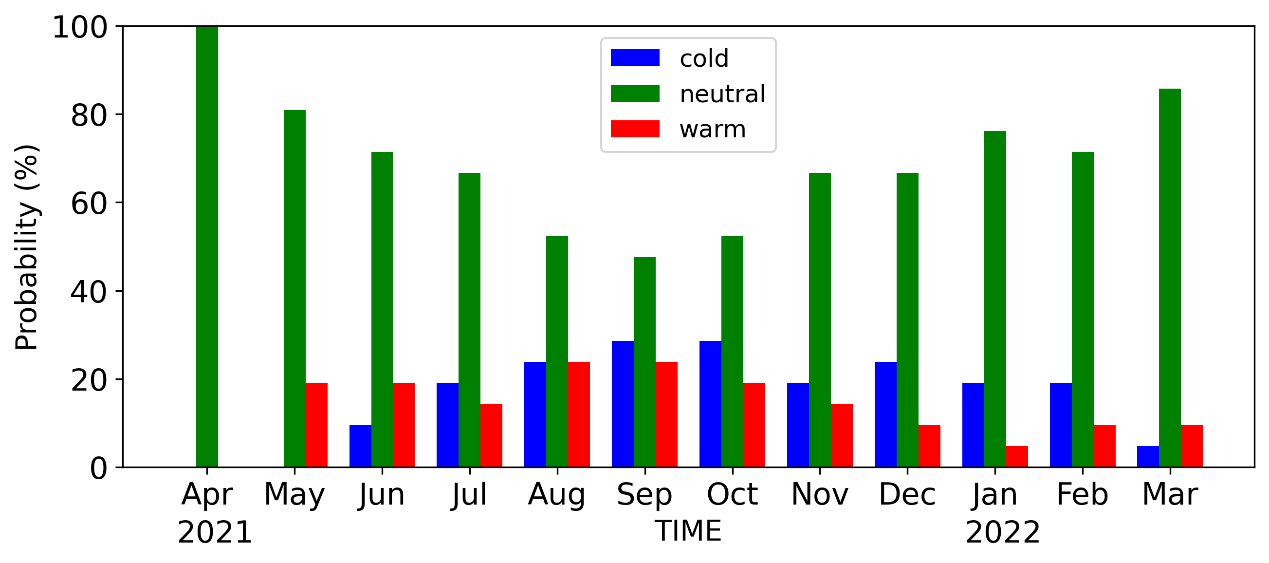 100
80
60
40
20
0
Probability (%)
cold
neutral
warm
Apr May Jun Jul Aug Sep Oct Nov Dec Jan Feb Mar
2021 TIME 2022